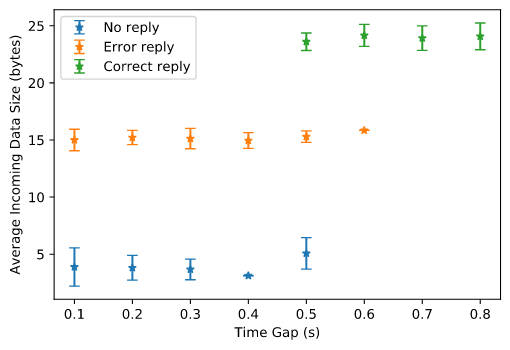 No reply
Error reply
Correct reply
Average Incoming Data Size (bytes)
25
20
15
10
5
0.1 0.2 0.3 0.4 0.5 0.6 0.7 0.8
Time Gap (s)